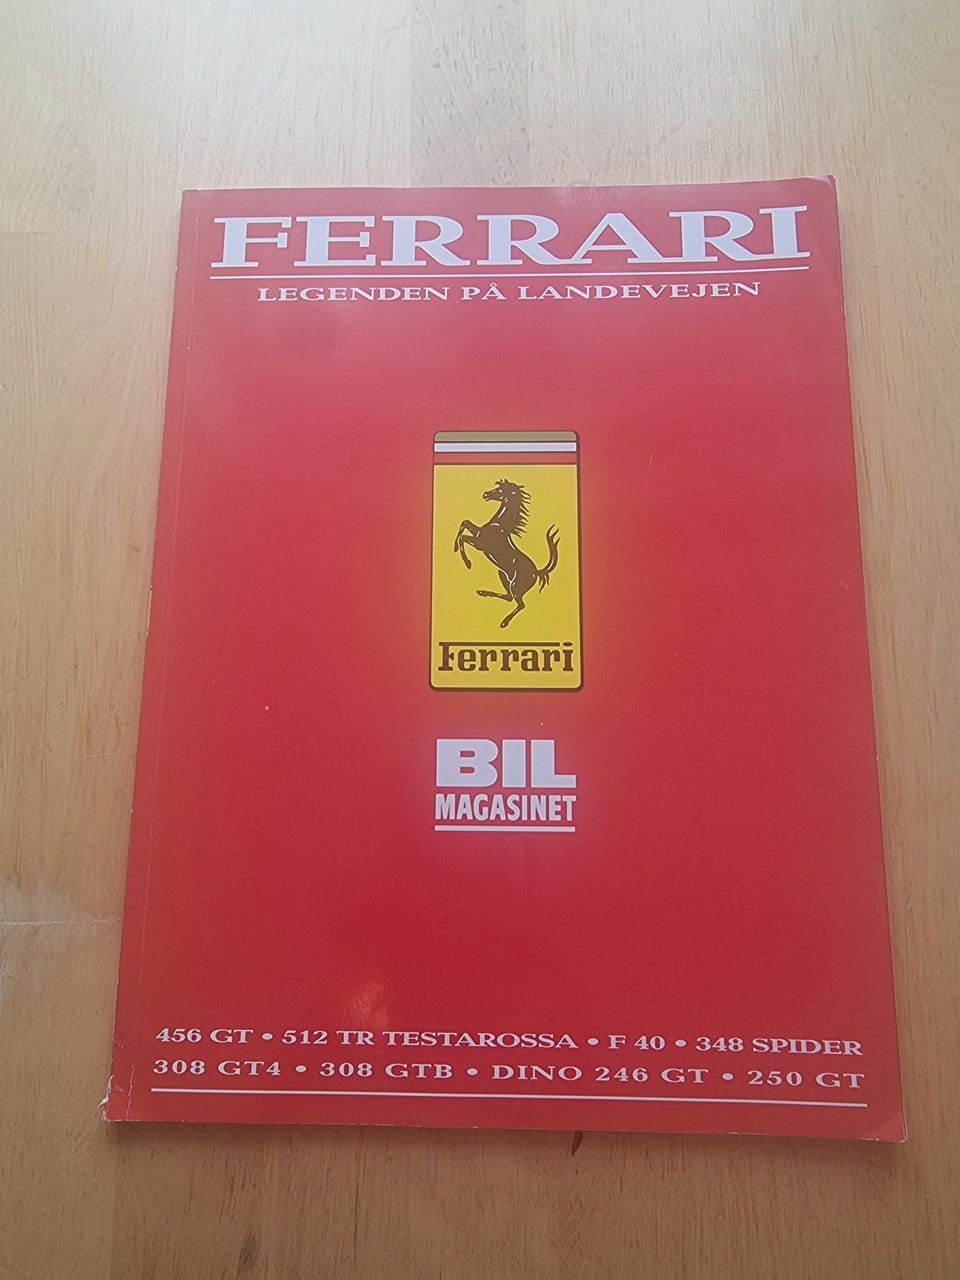 FERRARI
LEGENDEN PÅ LANDEVEJEN
Ferrari
BIL
MAGASINET
456 GT • 512 TR TESTAROSSA • F 40 • 348 SPIDER
308 GT4 • 308 GTB • DINO 246 GT • 250 GT